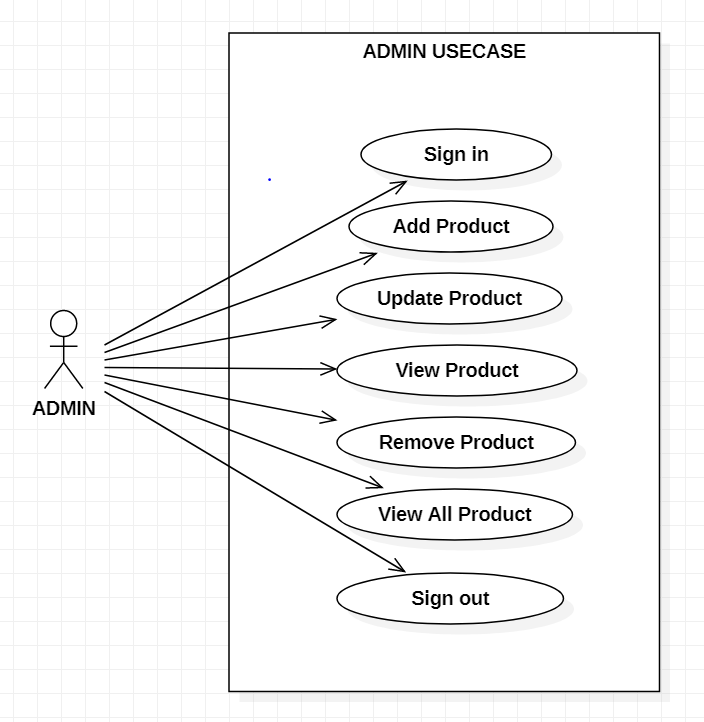 ADMIN USECASE
Sign in
Add Product
Update Product
View Product
Remove Product
View All Product
Sign out
ADMIN